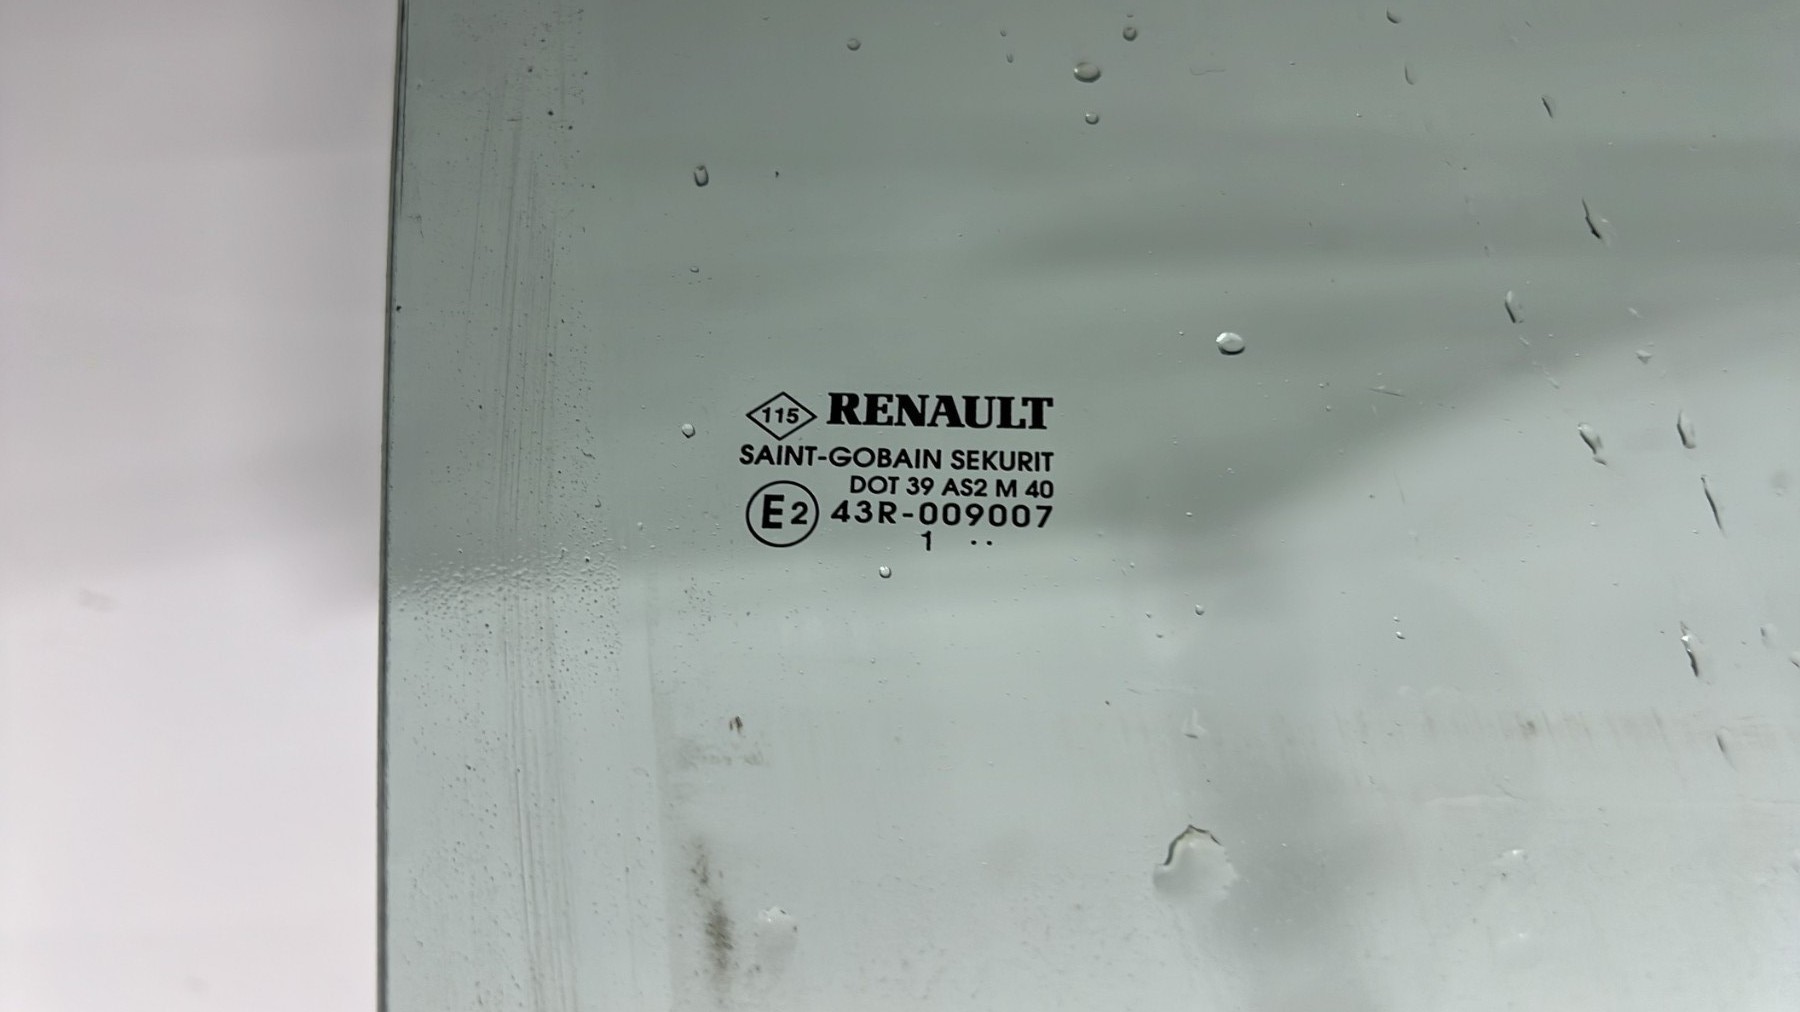 115 RENAULT
SAINT-GOBAIN SEKURIT
DOT 39 AS2 M 40
E2 43R-009007
1 ..